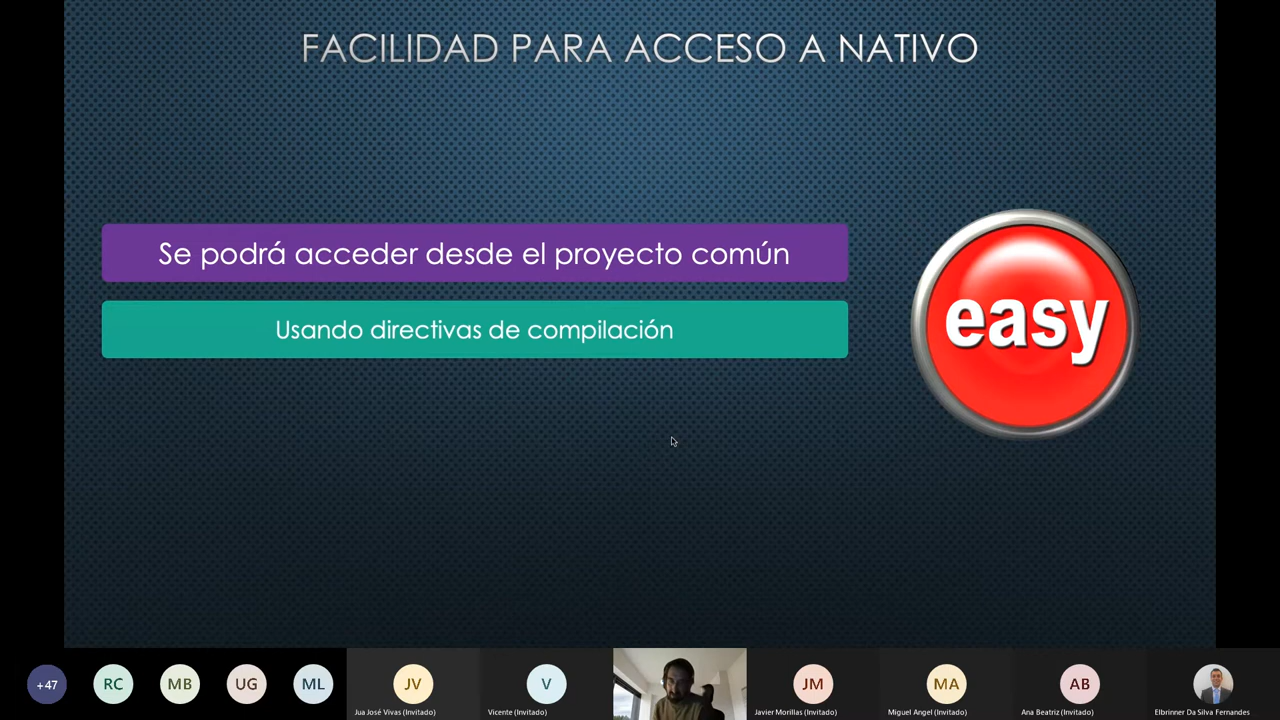 FACILIDAD PARA ACCESO A NATIVO
Se podrá acceder desde el proyecto común
Usando directivas de compilación
easy
+47
RC
MB
UG
ML
JV
V
JM
MA
AB
Jua José Vivas (Invitado)
Vicente (Invitado)
Javier Morillas (Invitado)
Miguel Angel (Invitado)
Ana Beatriz (Invitado)
Elbrinner Da Silva Fernandes